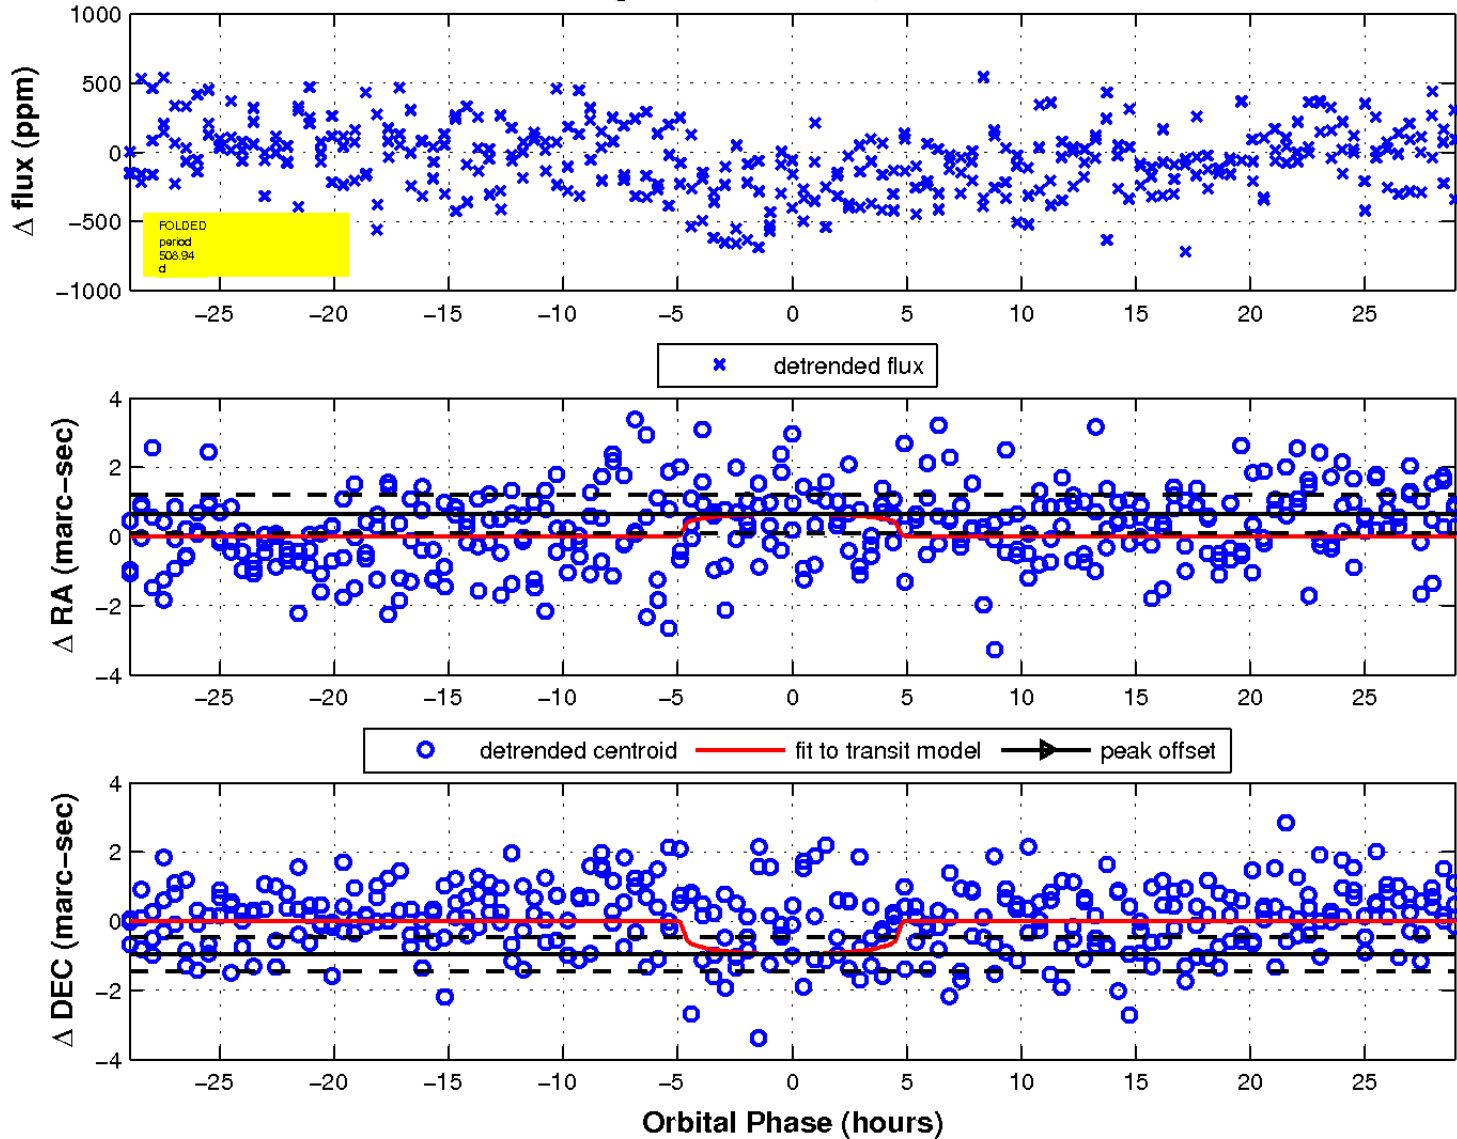 1000
500
0
−500
−1000
Δ flux (ppm)
FOLDED
period
508.94
d
−25 −20 −15 −10 −5 0 5 10 15 20 25
detrended flux
4
2
0
−2
−4
Δ RA (marc−sec)
−25 −20 −15 −10 −5 0 5 10 15 20 25
detrended centroid fit to transit model peak offset
4
2
0
−2
−4
Δ DEC (marc−sec)
−25 −20 −15 −10 −5 0 5 10 15 20 25
Orbital Phase (hours)